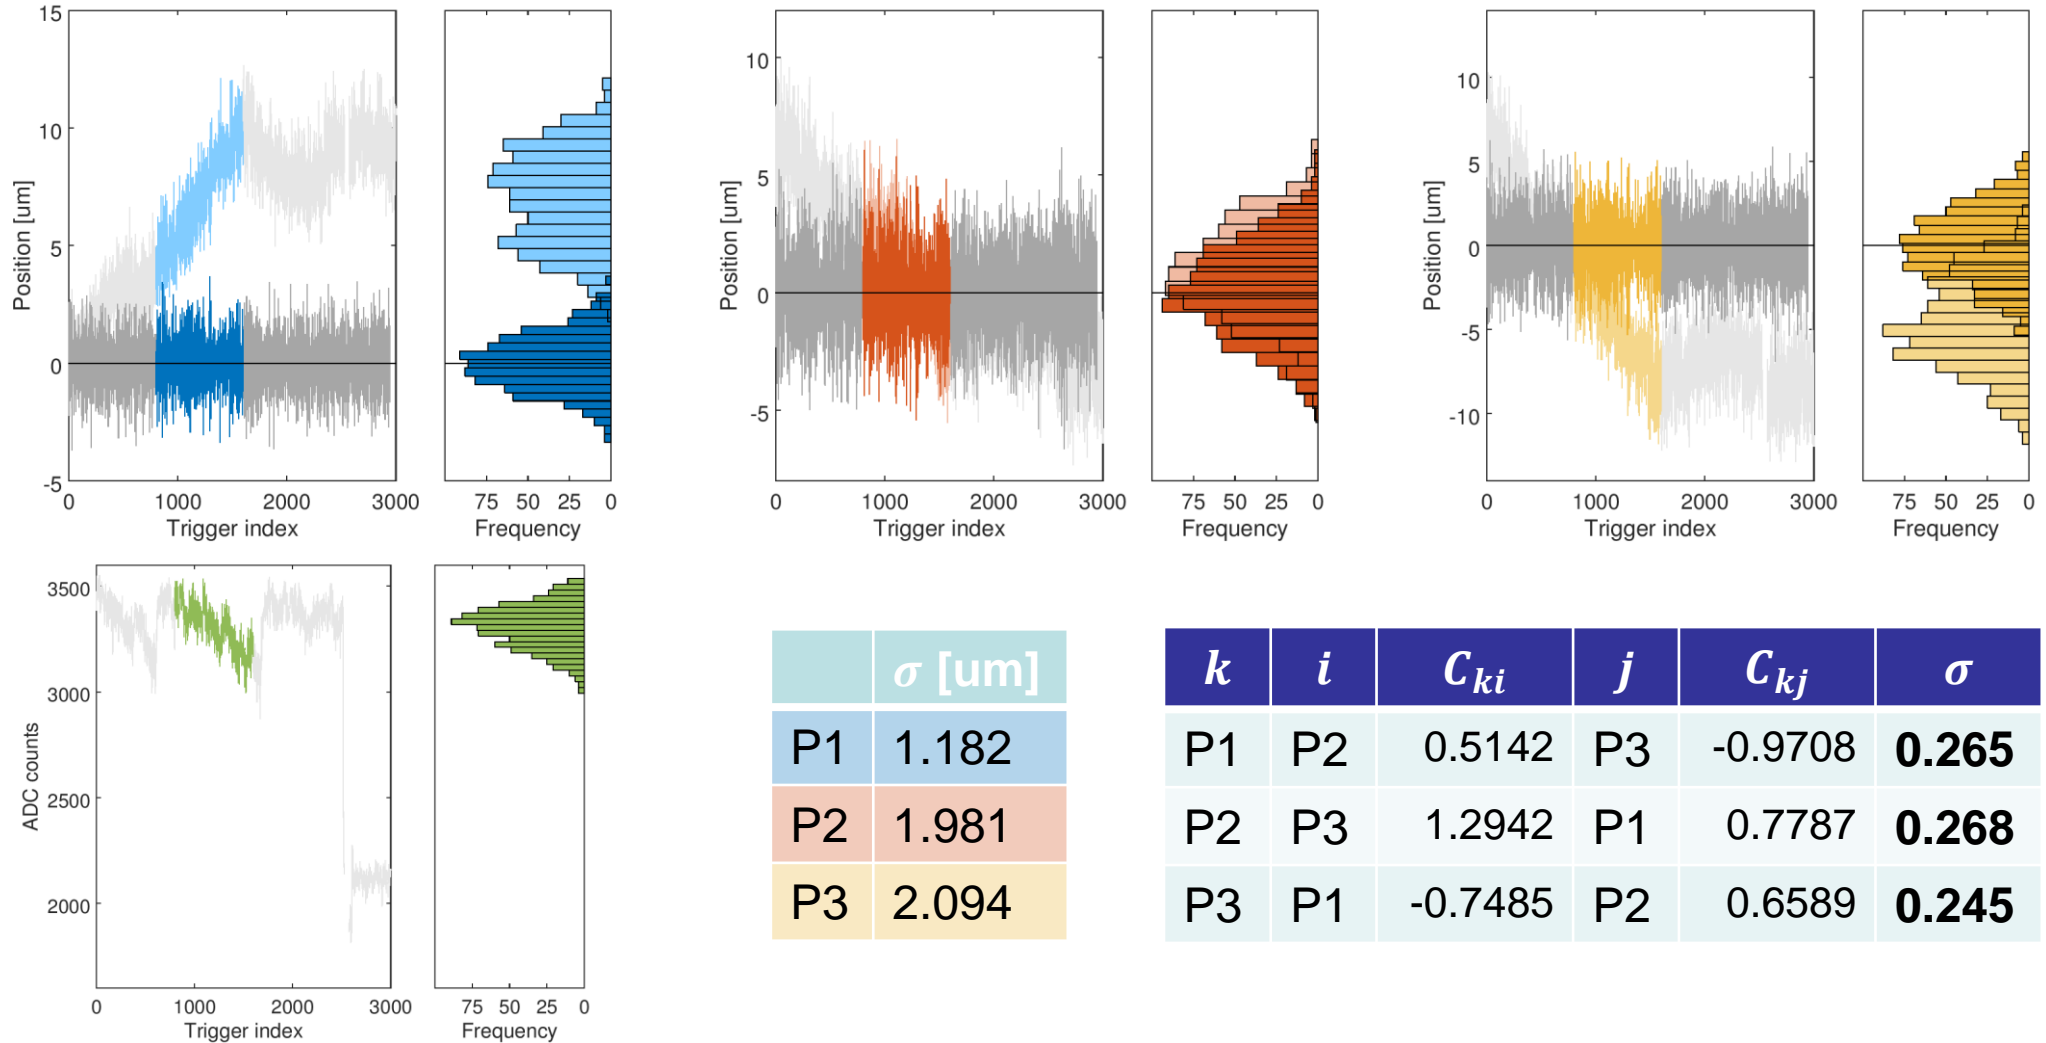 15
10
5
0
-5
Position [um]
0 1000 2000 3000
Trigger index
75 50 25 0
Frequency
10
5
0
-5
Position [um]
0 1000 2000 3000
Trigger index
75 50 25 0
Frequency
10
5
0
-5
-10
Position [um]
0 1000 2000 3000
Trigger index
75 50 25 0
Frequency
3500
3000
2500
2000
ADC counts
0 1000 2000 3000
Trigger index
75 50 25 0
Frequency
σ [um]
P1 1.182
P2 1.981
P3 2.094
k i C_ki j C_kj σ
P1 P2 0.5142 P3 -0.9708 0.265
P2 P3 1.2942 P1 0.7787 0.268
P3 P1 -0.7485 P2 0.6589 0.245